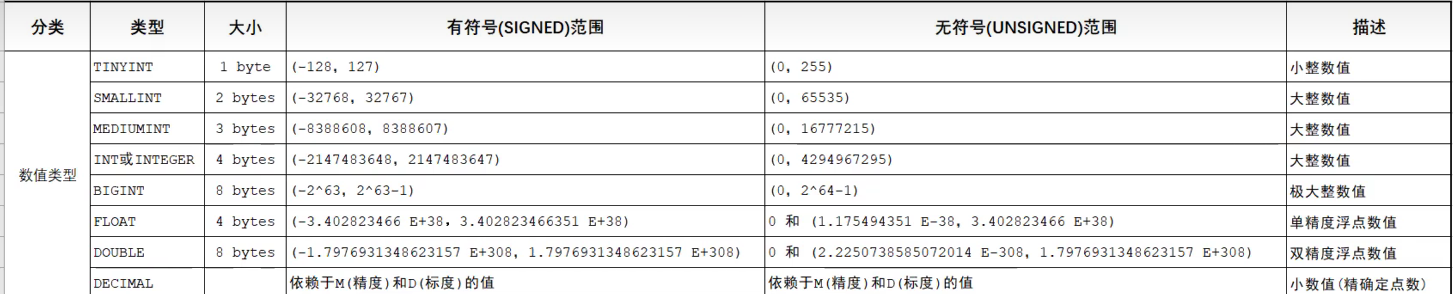 分类 类型 大小 有符号(SIGNED)范围 无符号(UNSIGNED)范围 描述
TINYINT 1 byte (-128, 127) (0, 255) 小整数值
SMALLINT 2 bytes (-32768, 32767) (0, 65535) 大整数值
MEDIUMINT 3 bytes (-8388608, 8388607) (0, 16777215) 大整数值
INT或INTEGER 4 bytes (-2147483648, 2147483647) (0, 4294967295) 大整数值
数值类型
BIGINT 8 bytes (-2^63, 2^63-1) (0, 2^64-1) 极大整数值
FLOAT 4 bytes (-3.402823466 E+38, 3.402823466351 E+38) 0 和 (1.175494351 E-38, 3.402823466 E+38) 单精度浮点数值
DOUBLE 8 bytes (-1.7976931348623157 E+308, 1.7976931348623157 E+308) 0 和 (2.2250738585072014 E-308, 1.7976931348623157 E+308) 双精度浮点数值
DECIMAL 依赖于M(精度)和D(标度)的值 依赖于M(精度)和D(标度)的值 小数值(精确定点数)